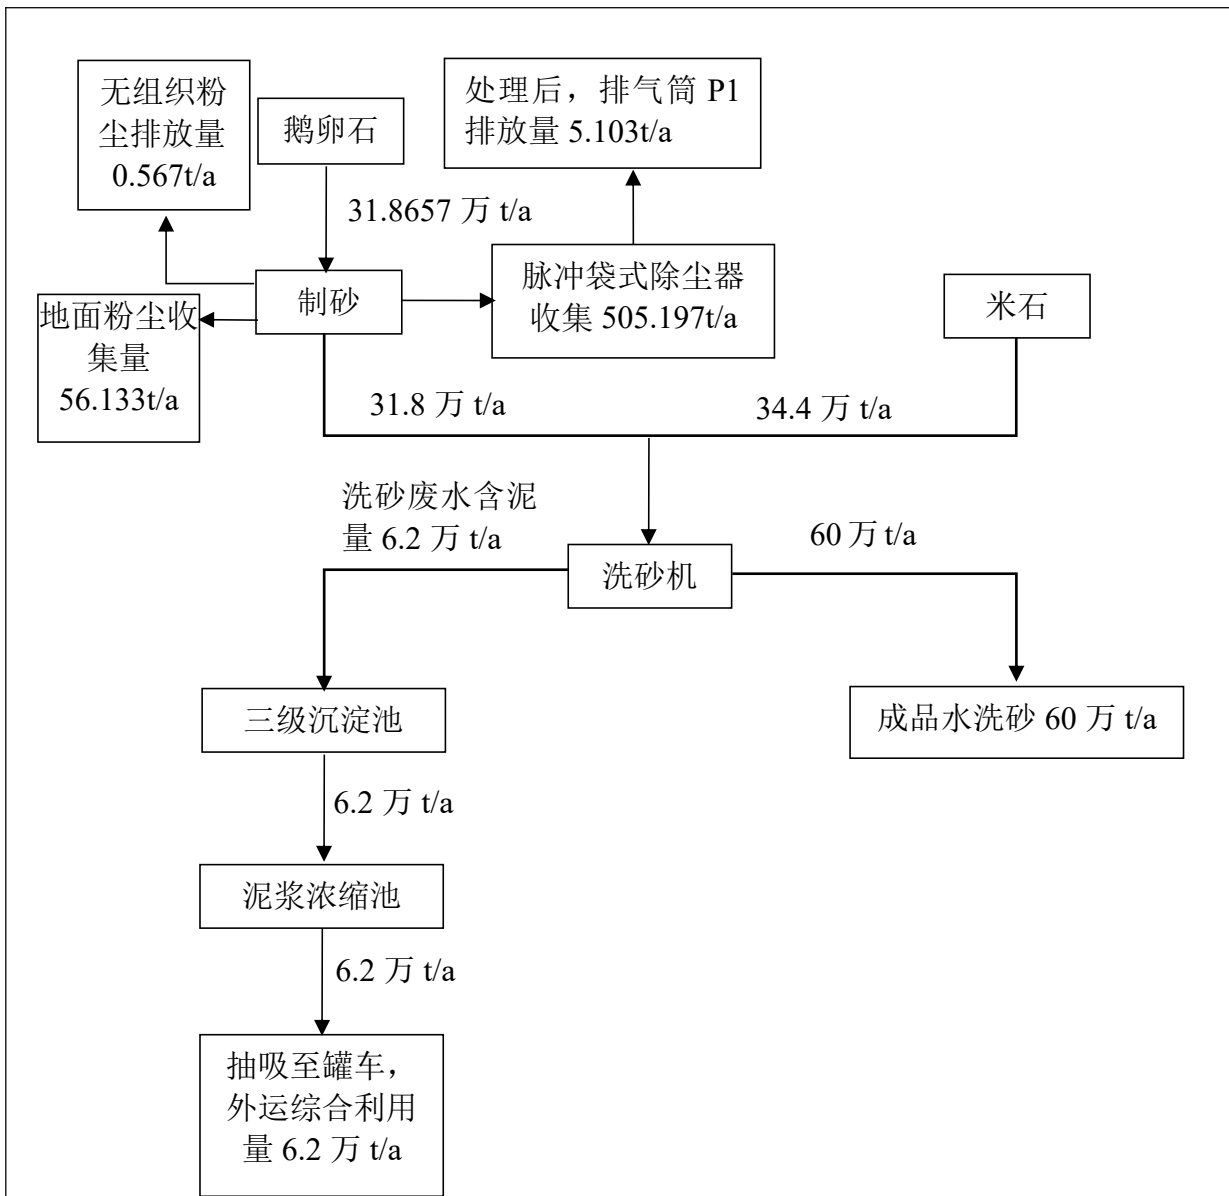 无组织粉
尘排放量
0.567t/a
鹅卵石
处理后，排气筒 P1
排放量 5.103t/a
31.8657 万 t/a
制砂
脉冲袋式除尘器
收集 505.197t/a
米石
地面粉尘收
集量
56.133t/a
31.8 万 t/a
34.4 万 t/a
洗砂废水含泥
量 6.2 万 t/a
60 万 t/a
洗砂机
三级沉淀池
成品水洗砂 60 万 t/a
6.2 万 t/a
泥浆浓缩池
6.2 万 t/a
抽吸至罐车，
外运综合利用
量 6.2 万 t/a